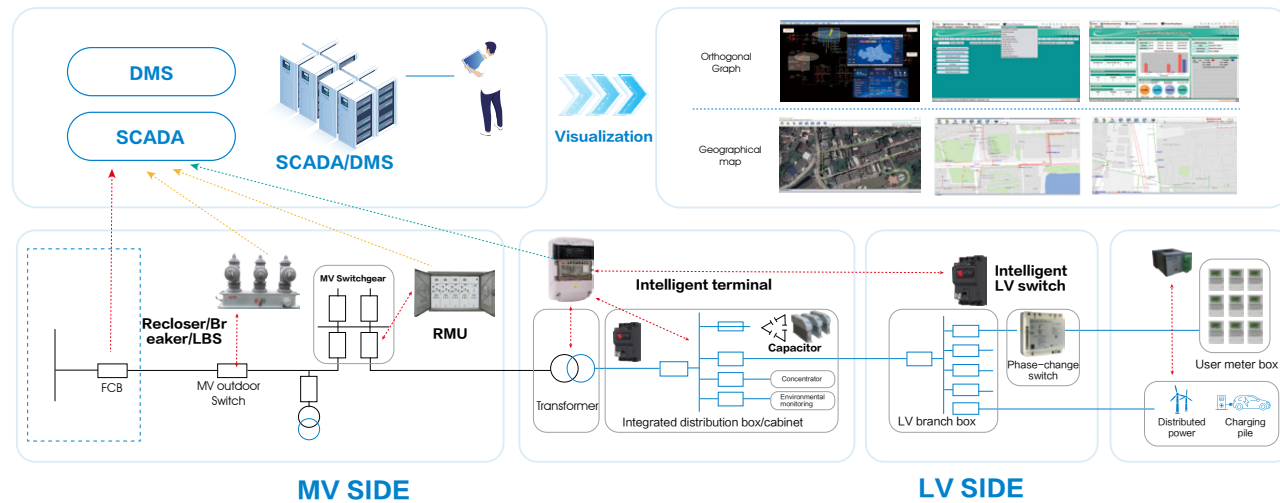 DMS
SCADA
SCADA/DMS
Visualization
Orthogonal
Graph
Geographical
map
Recloser/Br
eaker/LBS
MV Switchgear
RMU
FCB
MV outdoor
Switch
Intelligent terminal
Transformer
Capacitor
Concentrator
Environmental
monitoring
Integrated distribution box/cabinet
Intelligent
LV switch
LV branch box
Phase-change
switch
User meter box
Distributed
power
Charging
pile
MV SIDE
LV SIDE